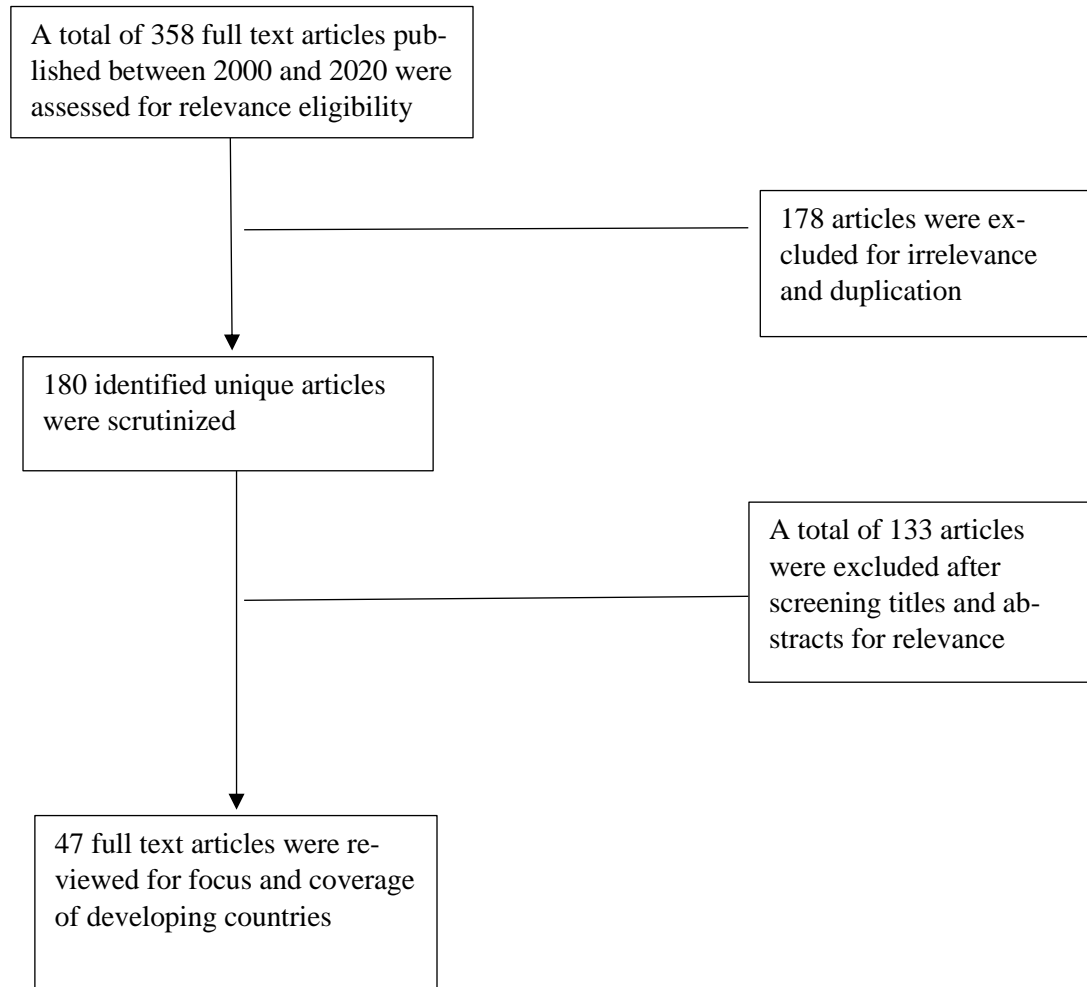 A total of 358 full text articles pub-
lished between 2000 and 2020 were
assessed for relevance eligibility
178 articles were ex-
cluded for irrelevance
and duplication
180 identified unique articles
were scrutinized
A total of 133 articles
were excluded after
screening titles and ab-
stracts for relevance
47 full text articles were re-
viewed for focus and coverage
of developing countries